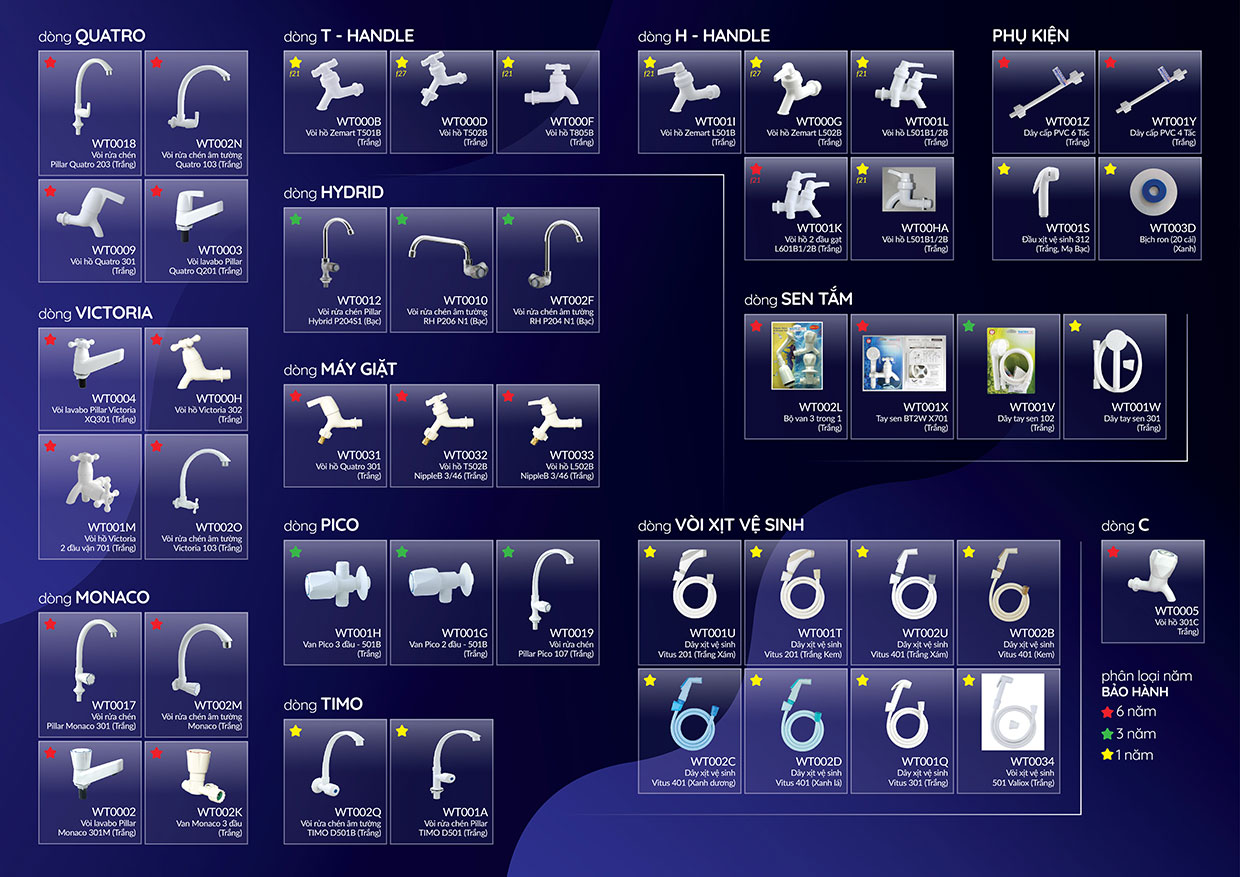 dòng QUATRO
WT0018
Vòi rửa chén
Pillar Quatro 203 (Trắng)
WT002N
Vòi rửa chén âm tường
Quatro 103 (Trắng)
WT0009
Vòi hồ Quatro 301
(Trắng)
WT0003
Vòi lavabo Pillar
Quatro Q201 (Trắng)
dòng VICTORIA
WT0004
Vòi lavabo Pillar Victoria
XQ301 (Trắng)
WT000H
Vòi hồ Victoria 302
(Trắng)
WT001M
Vòi hồ Victoria
2 đầu vặn 701 (Trắng)
WT002O
Vòi rửa chén âm tường
Victoria 103 (Trắng)
dòng MONACO
WT0017
Vòi rửa chén
Pillar Monaco 301 (Trắng)
WT002M
Vòi rửa chén âm tường
Monaco (Trắng)
WT0002
Vòi lavabo Pillar
Monaco 301M (Trắng)
WT002K
Van Monaco 3 đầu
(Trắng)
dòng T - HANDLE
f21
WT000B
Vòi hồ Zemart T501B
(Trắng)
f27
WT000D
Vòi hồ T502B
(Trắng)
f21
WT000F
Vòi hồ T805B
(Trắng)
dòng HYDRID
WT0012
Vòi rửa chén Pillar
Hybrid P204S1 (Bạc)
WT0010
Vòi rửa chén âm tường
RH P206 N1 (Bạc)
WT002F
Vòi rửa chén âm tường
RH P204 N1 (Bạc)
dòng MÁY GIẶT
WT0031
Vòi hồ Quatro 301
(Trắng)
WT0032
Vòi hồ T502B
NippleB 3/46 (Trắng)
WT0033
Vòi hồ L502B
NippleB 3/46 (Trắng)
dòng PICO
WT001H
Van Pico 3 đầu - 501B
(Trắng)
WT001G
Van Pico 2 đầu - 501B
(Trắng)
WT0019
Vòi rửa chén
Pillar Pico 107 (Trắng)
dòng TIMO
WT002Q
Vòi rửa chén âm tường
TIMO D501B (Trắng)
WT001A
Vòi rửa chén Pillar
TIMO D501 (Trắng)
dòng H - HANDLE
f21
WT001I
Vòi hồ Zemart L501B
(Trắng)
f27
WT000G
Vòi hồ Zemart L502B
(Trắng)
f21
WT001L
Vòi hồ L501B1/2B
(Trắng)
f21
WT001K
Vòi hồ 2 đầu gạt
L601B1/2B (Trắng)
f21
WT00HA
Vòi hồ L501B1/2B
(Trắng)
PHỤ KIỆN
WT001Z
Dây cấp PVC 6 Tấc
(Trắng)
WT001Y
Dây cấp PVC 4 Tấc
(Trắng)
WT001S
Đầu xịt vệ sinh 312
(Trắng, Mạ Bạc)
WT003D
Bịch ron (20 cái)
(Xanh)
dòng SEN TẮM
WT002L
Bộ van 3 trong 1
(Trắng)
WT001X
Tay sen BT2W X701
(Trắng)
WT001V
Dây tay sen 102
(Trắng)
WT001W
Dây tay sen 301
(Trắng)
dòng VÒI XỊT VỆ SINH
WT001U
Dây xịt vệ sinh
Vitus 201 (Trắng Xám)
WT001T
Dây xịt vệ sinh
Vitus 201 (Trắng Kem)
WT002U
Dây xịt vệ sinh
Vitus 401 (Trắng Xám)
WT002B
Dây xịt vệ sinh
Vitus 401 (Kem)
WT002C
Dây xịt vệ sinh
Vitus 401 (Xanh dương)
WT002D
Dây xịt vệ sinh
Vitus 401 (Xanh lá)
WT001Q
Dây xịt vệ sinh
Vitus 301 (Trắng)
WT0034
Vòi xịt vệ sinh
501 Valiox (Trắng)
dòng C
WT0005
Vòi hồ 301C
Trắng)
phân loại năm
BẢO HÀNH
6 năm
3 năm
1 năm